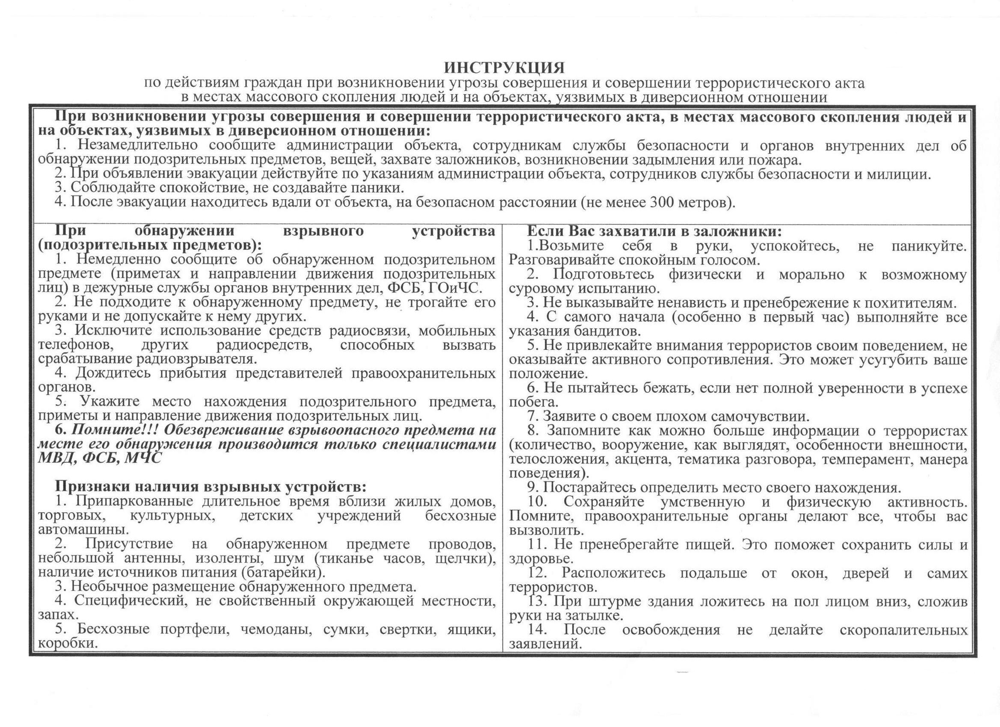 ИНСТРУКЦИЯ
по действиям граждан при возникновении угрозы совершения и совершении террористического акта
в местах массового скопления людей и на объектах, уязвимых в диверсионном отношении
При возникновении угрозы совершения и совершении террористического акта, в местах массового скопления людей и
на объектах, уязвимых в диверсионном отношении:
1. Незамедлительно сообщите администрации объекта, сотрудникам службы безопасности и органов внутренних дел об
обнаружении подозрительных предметов, вещей, захвате заложников, возникновении задымления или пожара.
2. При объявлении эвакуации действуйте по указаниям администрации объекта, сотрудников службы безопасности и милиции.
3. Соблюдайте спокойствие, не создавайте паники.
4. После эвакуации находитесь вдали от объекта, на безопасном расстоянии (не менее 300 метров).
При обнаружении взрывного устройства
(подозрительных предметов):
1. Немедленно сообщите об обнаруженном подозрительном
предмете (приметах и направлении движения подозрительных
лиц) в дежурные службы органов внутренних дел, ФСБ, ГОиЧС.
2. Не подходите к обнаруженному предмету, не трогайте его
руками и не допускайте к нему других.
3. Исключите использование средств радиосвязи, мобильных
телефонов, других радиосредств, способных вызвать
срабатывание радиовзрывателя.
4. Дождитесь прибытия представителей правоохранительных
органов.
5. Укажите место нахождения подозрительного предмета,
приметы и направление движения подозрительных лиц.
6. Помните!!! Обезвреживание взрывоопасного предмета на
месте его обнаружения производится только специалистами
МВД, ФСБ, МЧС
Признаки наличия взрывных устройств:
1. Припаркованные длительное время вблизи жилых домов,
торговых, культурных, детских учреждений бесхозные
автомашины.
2. Присутствие на обнаруженном предмете проводов,
небольшой антенны, изоленты, шум (тиканье часов, щелчки),
наличие источников питания (батарейки).
3. Необычное размещение обнаруженного предмета.
4. Специфический, не свойственный окружающей местности,
запах.
5. Бесхозные портфели, чемоданы, сумки, свертки, ящики,
коробки.
Если Вас захватили в заложники:
1.Возьмите себя в руки, успокойтесь, не паникуйте.
Разговаривайте спокойным голосом.
2. Подготовьтесь физически и морально к возможному
суровому испытанию.
3. Не выказывайте ненависть и пренебрежение к похитителям.
4. С самого начала (особенно в первый час) выполняйте все
указания бандитов.
5. Не привлекайте внимания террористов своим поведением, не
оказывайте активного сопротивления. Это может усугубить ваше
положение.
6. Не пытайтесь бежать, если нет полной уверенности в успехе
побега.
7. Заявите о своем плохом самочувствии.
8. Запомните как можно больше информации о террористах
(количество, вооружение, как выглядят, особенности внешности,
телосложения, акцента, тематика разговора, темперамент, манера
поведения).
9. Постарайтесь определить место своего нахождения.
10. Сохраняйте умственную и физическую активность.
Помните, правоохранительные органы делают все, чтобы вас
вызволить.
11. Не пренебрегайте пищей. Это поможет сохранить силы и
здоровье.
12. Расположитесь подальше от окон, дверей и самих
террористов.
13. При штурме здания ложитесь на пол лицом вниз, сложив
руки на затылке.
14. После освобождения не делайте скоропалительных
заявлений.